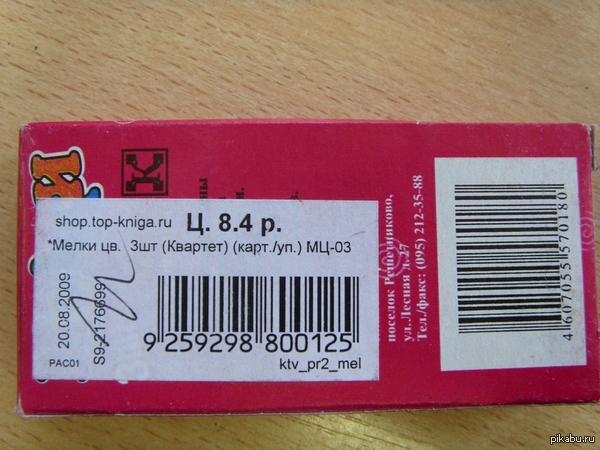 shop.top-kniga.ru Ц. 8.4 р.
*Мелки цв. 3шт (Квартет) (карт./уп.) МЦ-03
20.08.2009
S9-2176699
9 259298 800125
PAC01
ktv_pr2_mel
поселок Решетниково,
ул. Лесная д.27
Тел./факс: (095) 212-35-88
4 607055 570180
pikabu.ru